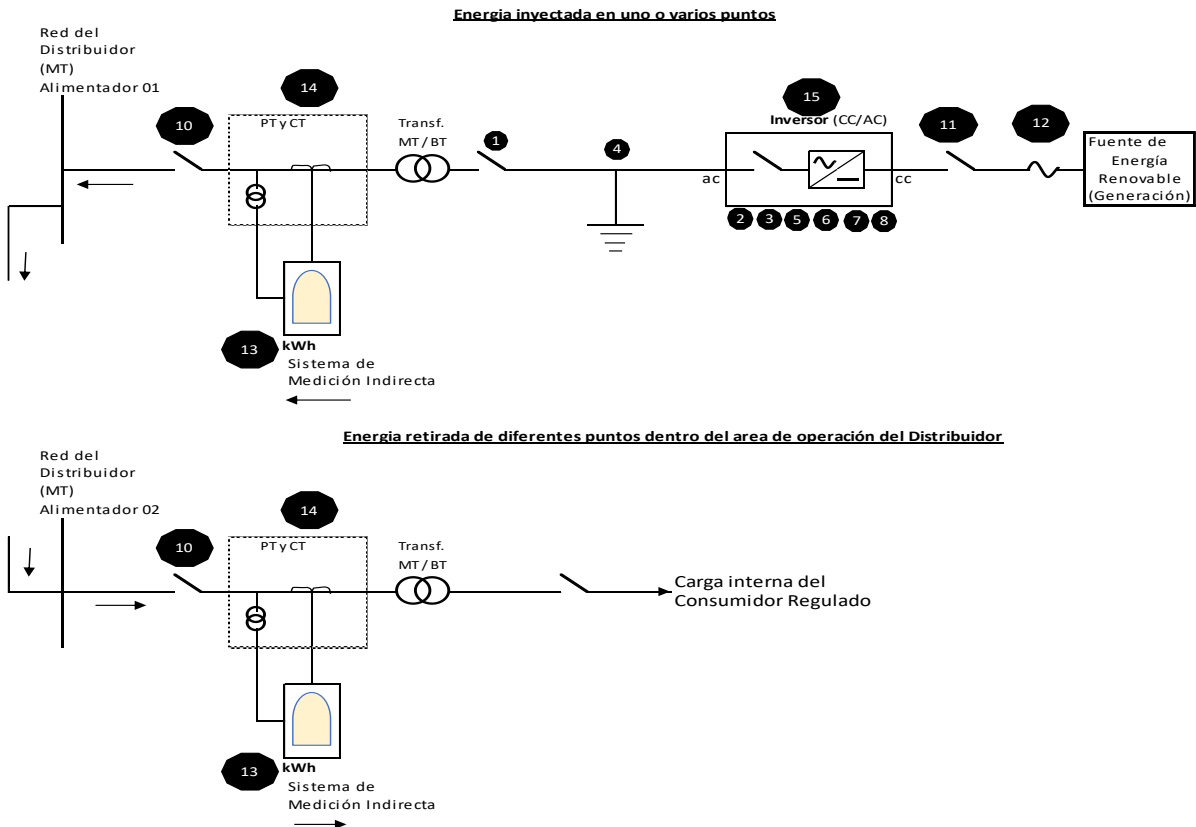 Energia inyectada en uno o varios puntos
Red del
Distribuidor
(MT)
Alimentador 01
10
14
PT y CT
Transf.
MT / BT
1
4
15
Inversor (CC/AC)
ac
cc
2 3 5 6 7 8
11
12
Fuente de
Energía
Renovable
(Generación)
13
kWh
Sistema de
Medición Indirecta
Energia retirada de diferentes puntos dentro del area de operación del Distribuidor
Red del
Distribuidor
(MT)
Alimentador 02
10
14
PT y CT
Transf.
MT / BT
Carga interna del
Consumidor Regulado
13
kWh
Sistema de
Medición Indirecta